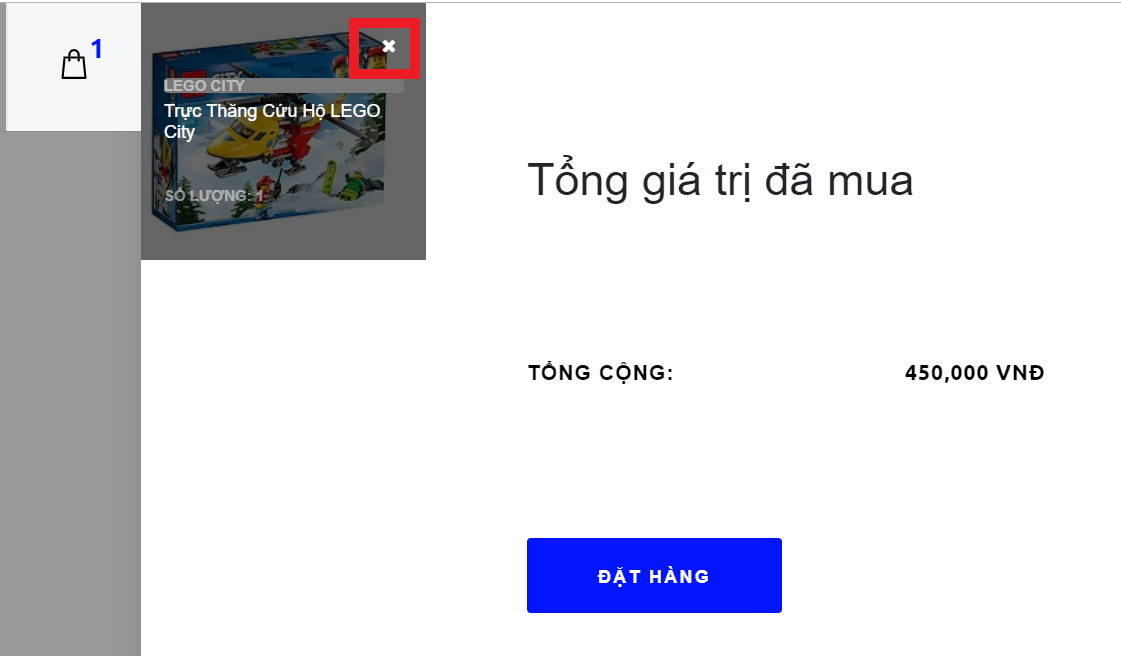 1
LEGO CITY
Trực Thăng Cứu Hộ LEGO
City
SỐ LƯỢNG: 1
Tổng giá trị đã mua
TỔNG CỘNG: 450,000 VNĐ
ĐẶT HÀNG